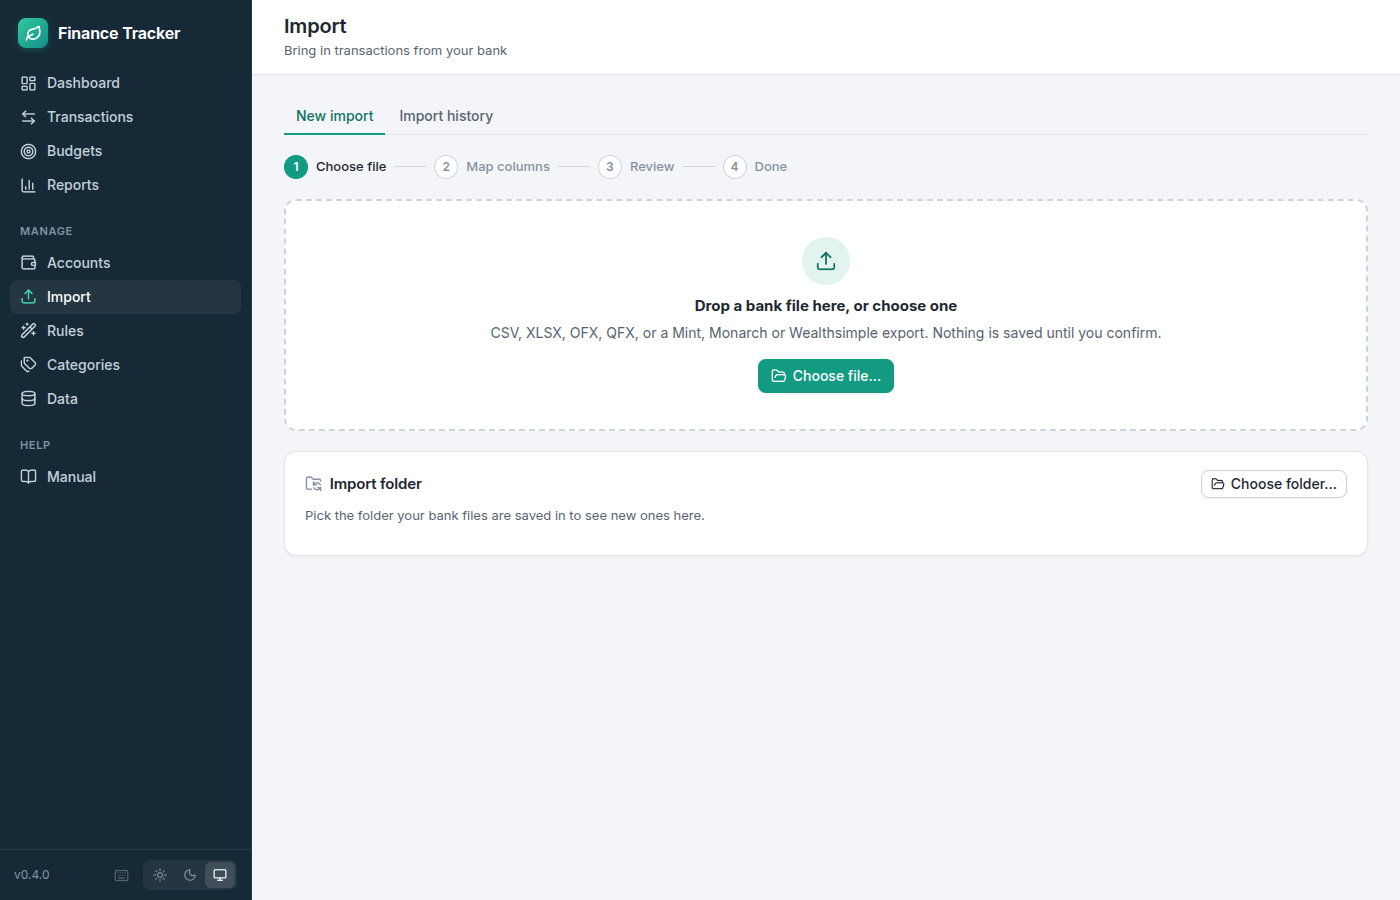 Finance Tracker
Dashboard
Transactions
Budgets
Reports
MANAGE
Accounts
Import
Rules
Categories
Data
HELP
Manual
v0.4.0
Import
Bring in transactions from your bank
New import
Import history
1 Choose file
2 Map columns
3 Review
4 Done
Drop a bank file here, or choose one
CSV, XLSX, OFX, QFX, or a Mint, Monarch or Wealthsimple export. Nothing is saved until you confirm.
Choose file...
Import folder
Choose folder...
Pick the folder your bank files are saved in to see new ones here.